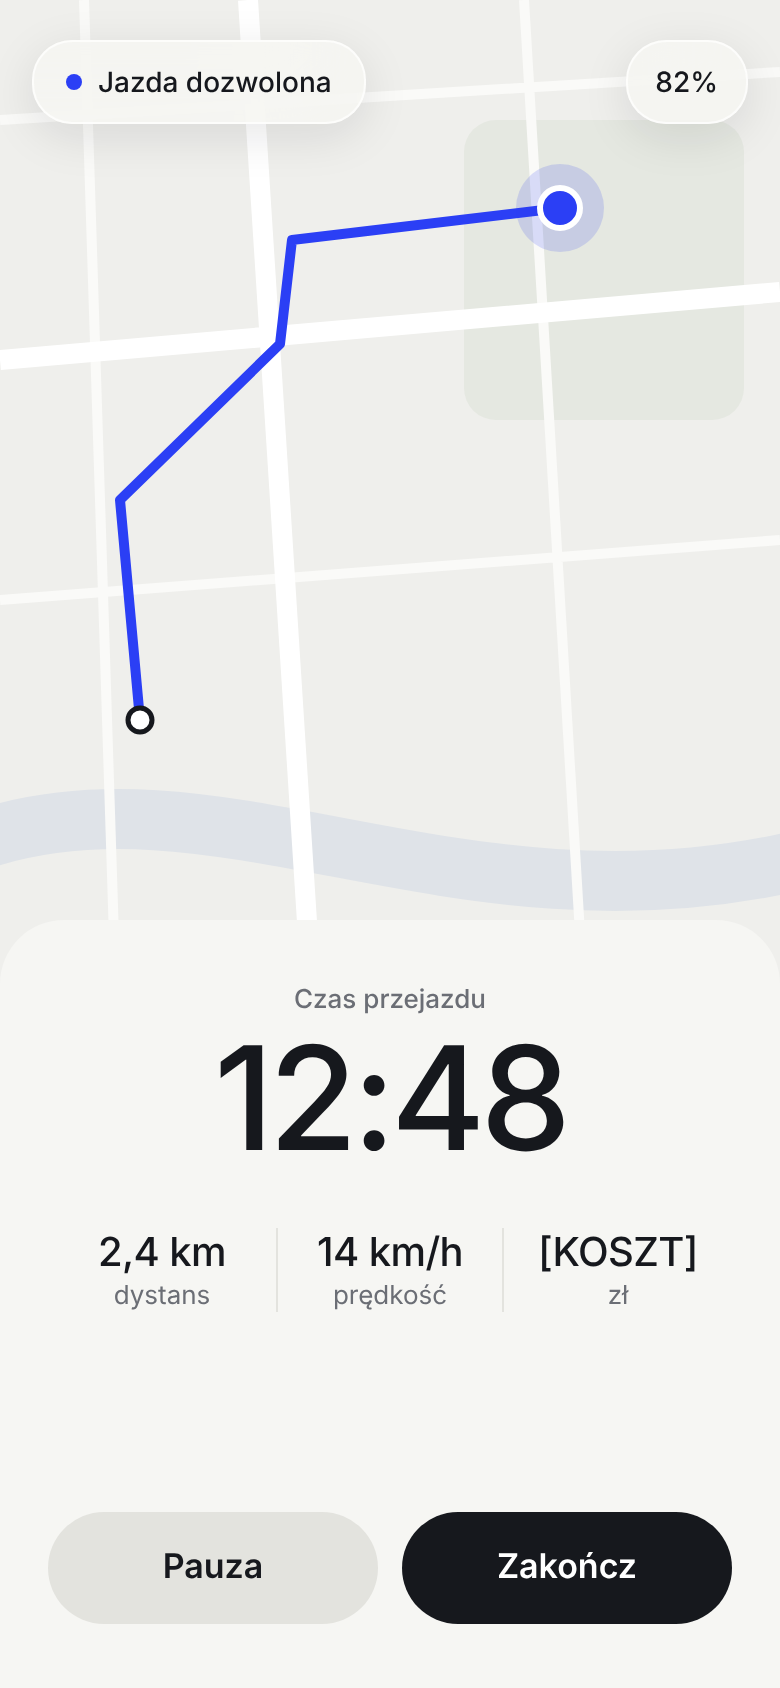 Jazda dozwolona
82%
Czas przejazdu
12:48
2,4 km
dystans
14 km/h
prędkość
[KOSZT]
zł
Pauza
Zakończ